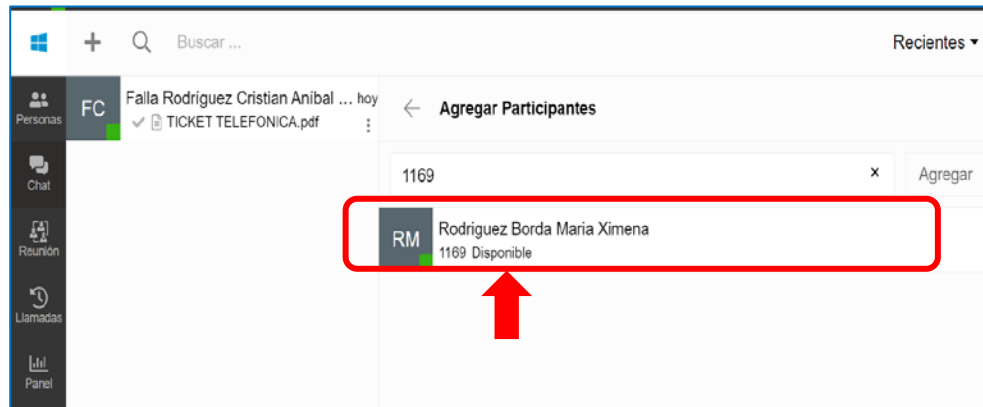 Buscar ...
Recientes
Personas
Chat
Reunión
Llamadas
Panel
FC
Falla Rodríguez Cristian Aníbal ... hoy
TICKET TELEFONICA.pdf
Agregar Participantes
1169 x
Agregar
RM
Rodriguez Borda Maria Ximena
1169 Disponible